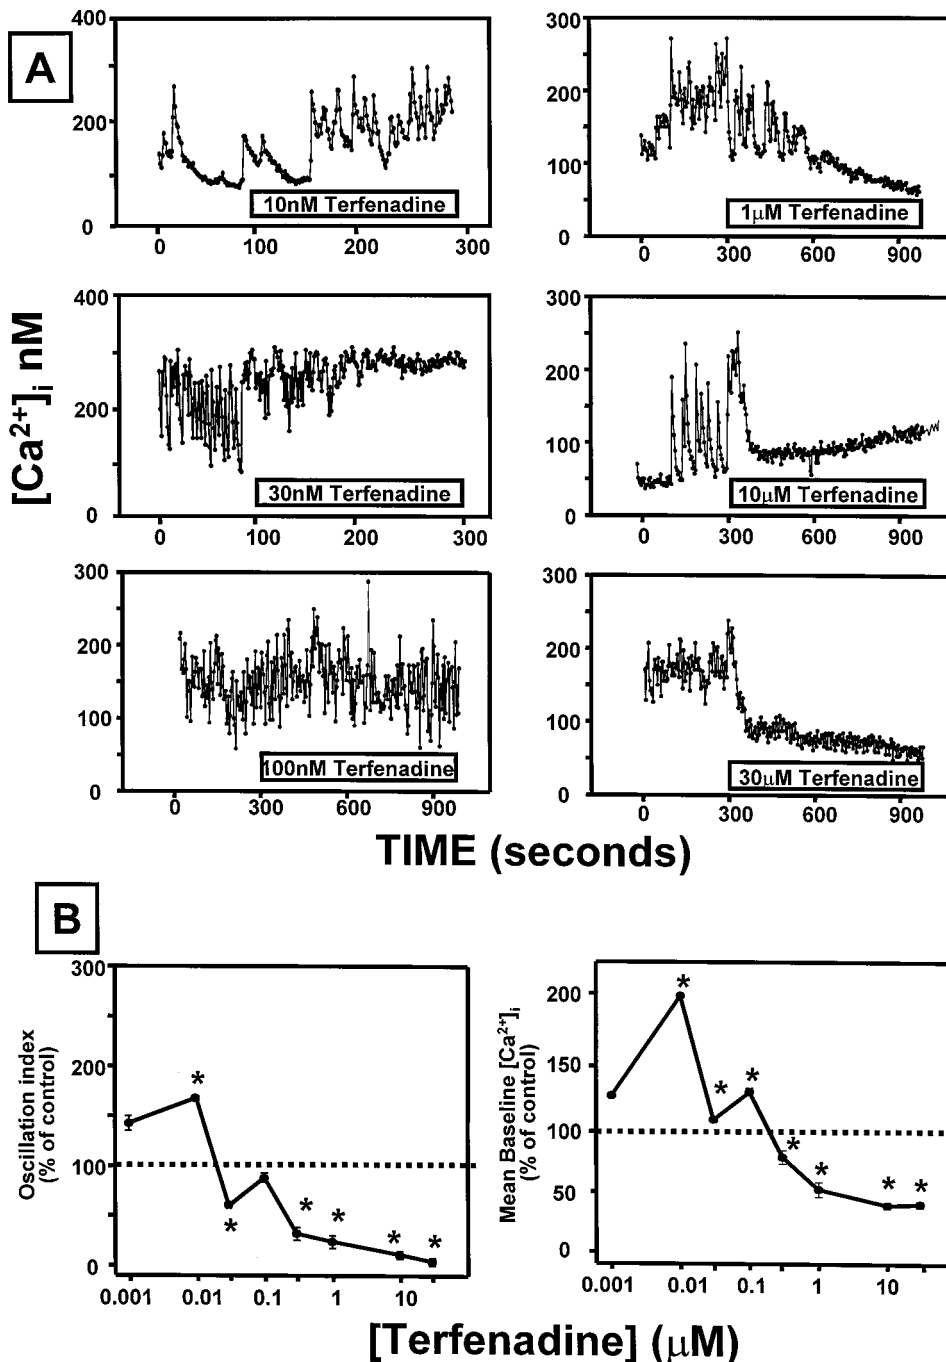 A
[Ca2+]i nM
400
200
100
0
10nM Terfenadine
0 100 200 300
300
200
100
0
1μM Terfenadine
0 300 600 900
400
200
100
0
30nM Terfenadine
0 100 200 300
300
200
100
0
10μM Terfenadine
0 300 600 900
300
200
100
0
100nM Terfenadine
0 300 600 900
300
200
100
0
30μM Terfenadine
0 300 600 900
TIME (seconds)
B
Oscillation index
(% of control)
300
200
150
100
0
* * * * * *
0.001 0.01 0.1 1 10
Mean Baseline [Ca2+]i
(% of control)
200
150
100
50
0
* * * * * * *
0.001 0.01 0.1 1 10
[Terfenadine] (μM)